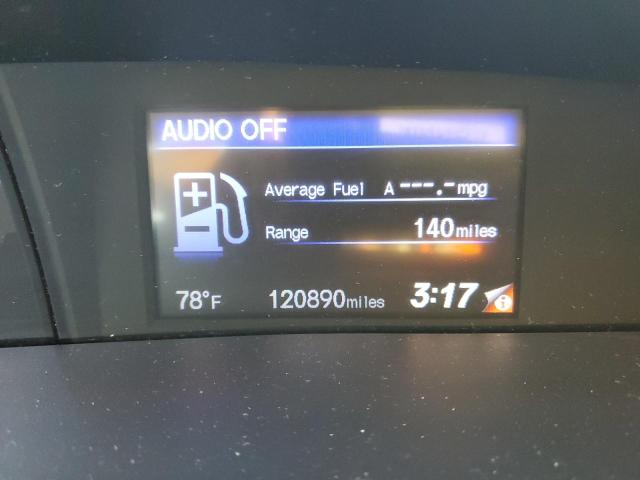 AUDIO OFF
Average Fuel A ---.- mpg
Range 140 miles
78°F 120890 miles 3:17 i